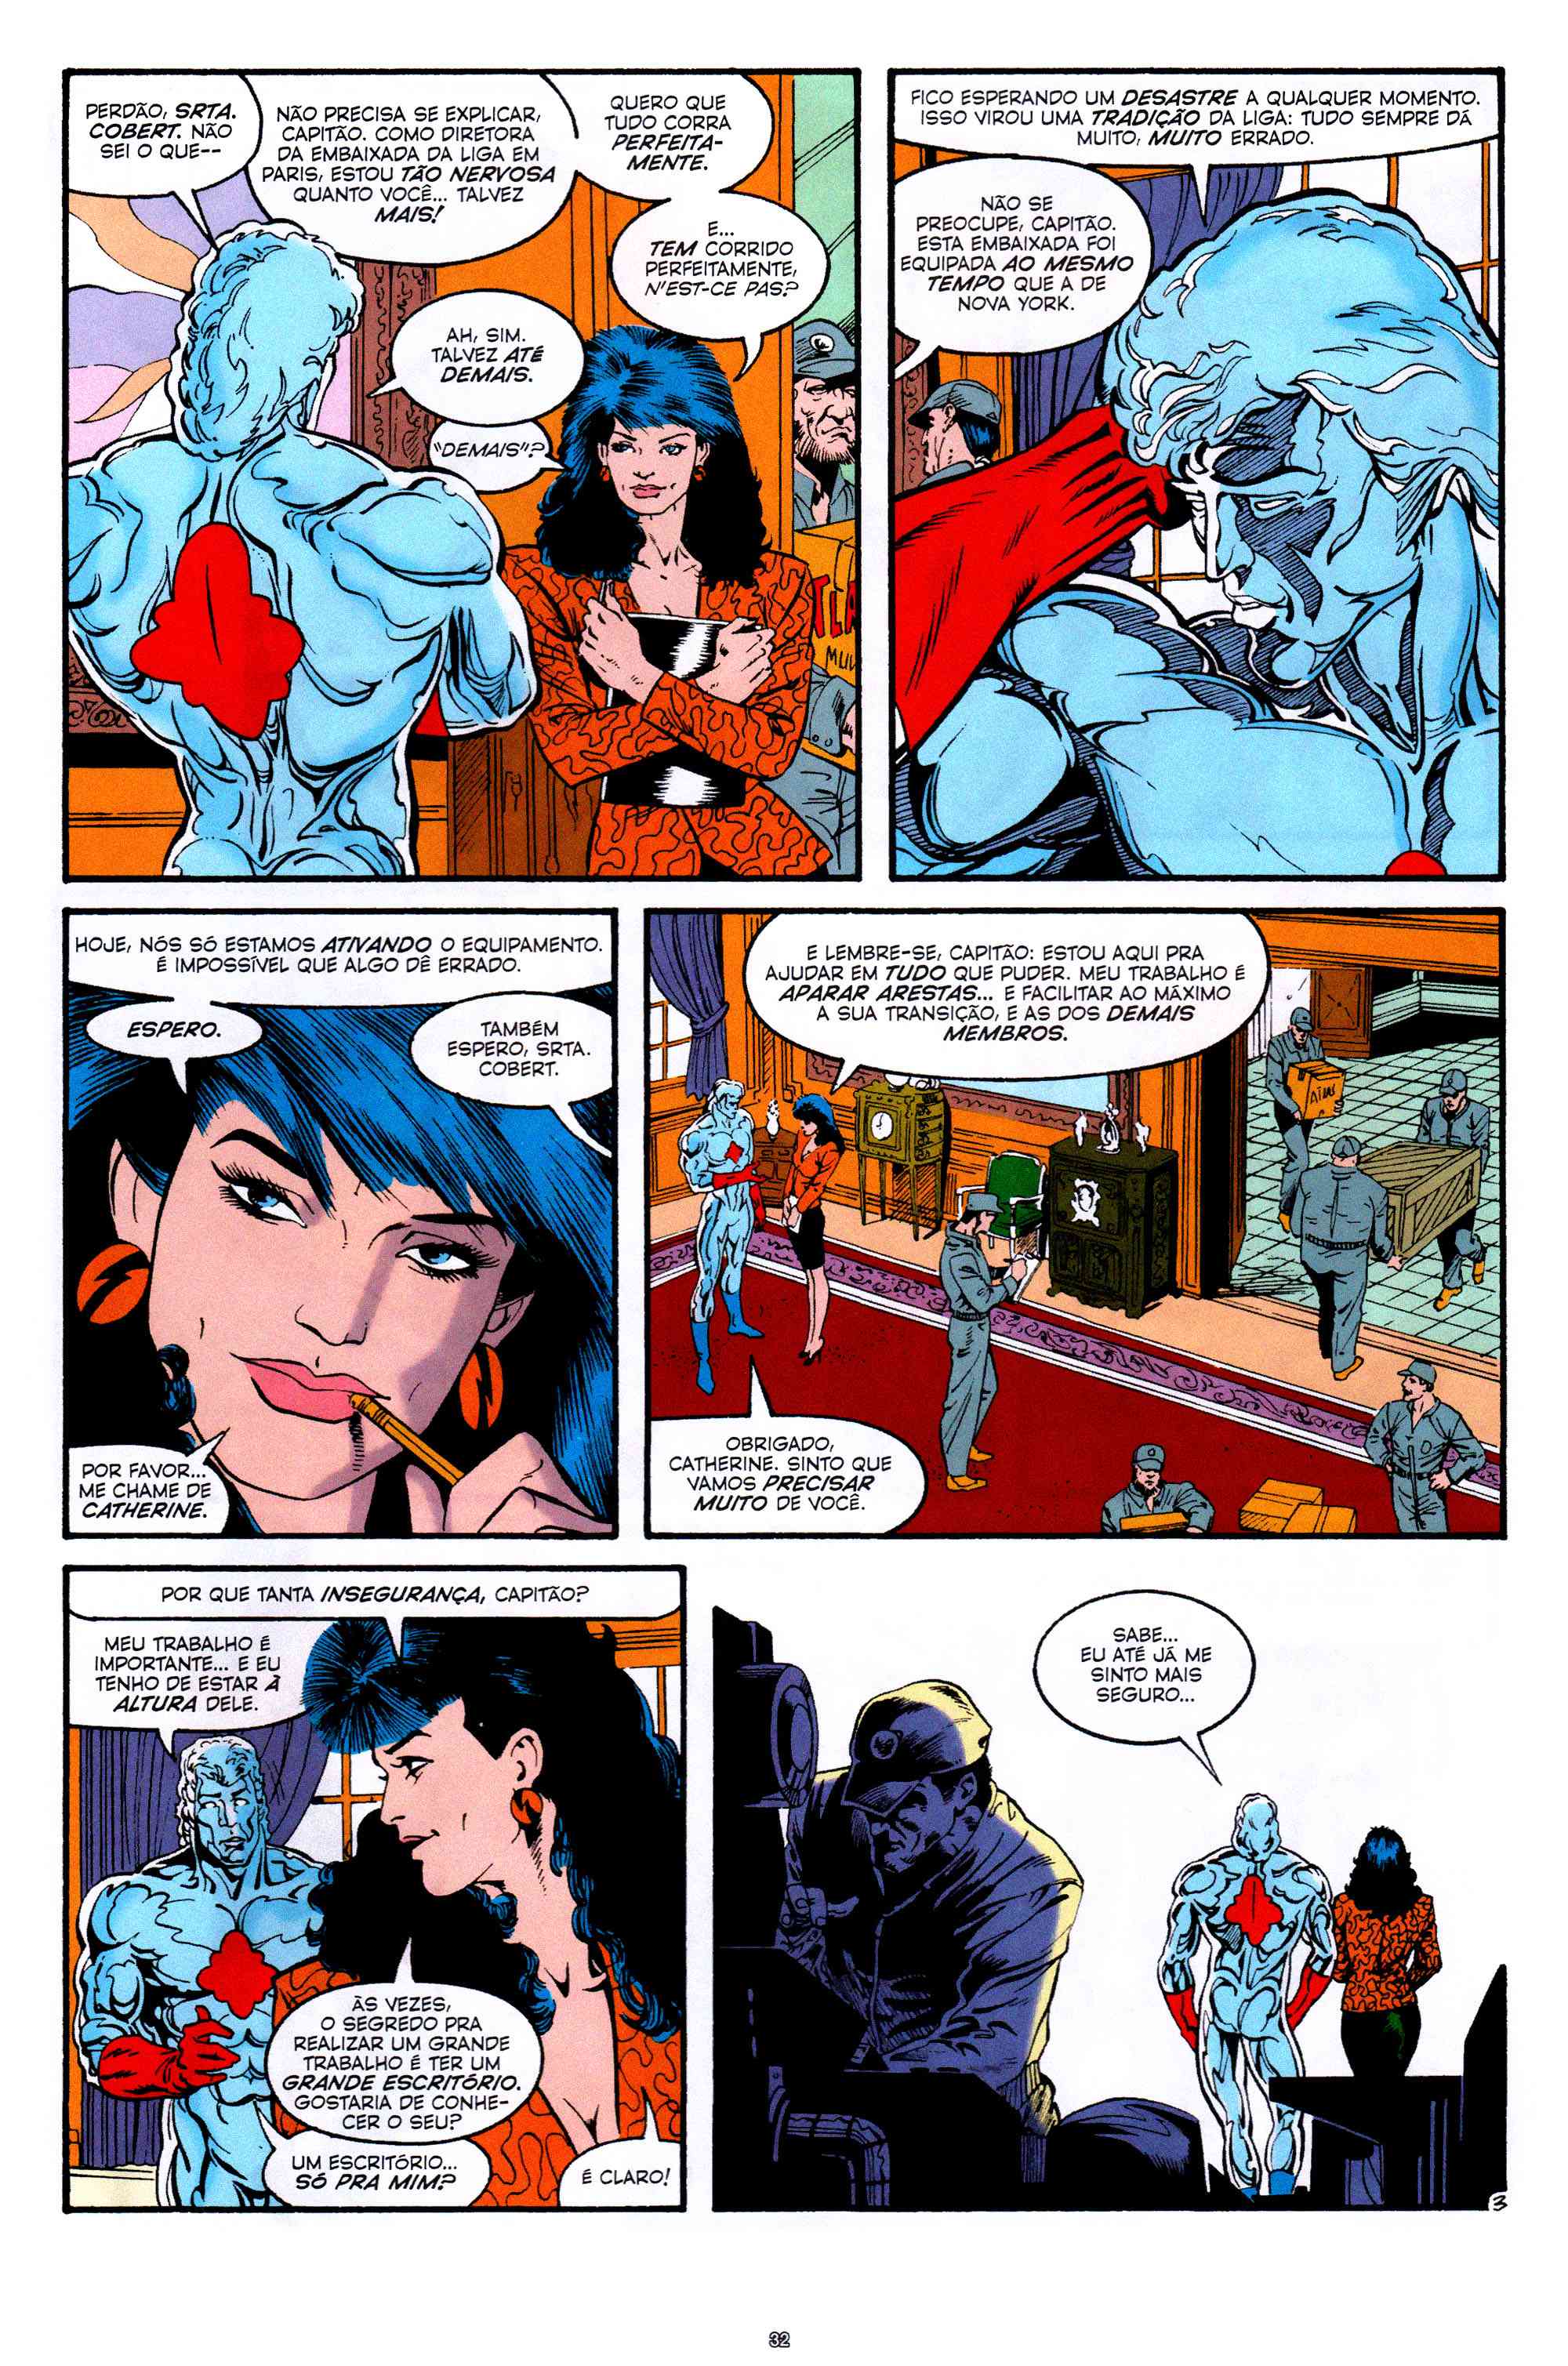 PERDÃO, SRTA.
COBERT. NÃO
SEI O QUE--
NÃO PRECISA SE EXPLICAR,
CAPITÃO. COMO DIRETORA
DA EMBAIXADA DA LIGA EM
PARIS, ESTOU TÃO NERVOSA
QUANTO VOCÊ... TALVEZ
MAIS!
QUERO QUE
TUDO CORRA
PERFEITA-
MENTE.
E...
TEM CORRIDO
PERFEITAMENTE,
N'EST-CE PAS?
AH, SIM.
TALVEZ ATÉ
DEMAIS.
"DEMAIS"?
FICO ESPERANDO UM DESASTRE A QUALQUER MOMENTO.
ISSO VIROU UMA TRADIÇÃO DA LIGA: TUDO SEMPRE DÁ
MUITO, MUITO ERRADO.
NÃO SE
PREOCUPE, CAPITÃO.
ESTA EMBAIXADA FOI
EQUIPADA AO MESMO
TEMPO QUE A DE
NOVA YORK.
HOJE, NÓS SÓ ESTAMOS ATIVANDO O EQUIPAMENTO.
É IMPOSSÍVEL QUE ALGO DÊ ERRADO.
ESPERO.
TAMBÉM
ESPERO, SRTA.
COBERT.
POR FAVOR...
ME CHAME DE
CATHERINE.
E LEMBRE-SE, CAPITÃO: ESTOU AQUI PRA
AJUDAR EM TUDO QUE PUDER. MEU TRABALHO É
APARAR ARESTAS... E FACILITAR AO MÁXIMO
A SUA TRANSIÇÃO, E AS DOS DEMAIS
MEMBROS.
OBRIGADO,
CATHERINE. SINTO QUE
VAMOS PRECISAR
MUITO DE VOCÊ.
POR QUE TANTA INSEGURANÇA, CAPITÃO?
MEU TRABALHO É
IMPORTANTE... E EU
TENHO DE ESTAR À
ALTURA DELE.
ÀS VEZES,
O SEGREDO PRA
REALIZAR UM GRANDE
TRABALHO É TER UM
GRANDE ESCRITÓRIO.
GOSTARIA DE CONHE-
CER O SEU?
UM ESCRITÓRIO...
SÓ PRA MIM?
É CLARO!
SABE...
EU ATÉ JÁ ME
SINTO MAIS
SEGURO...
3
32